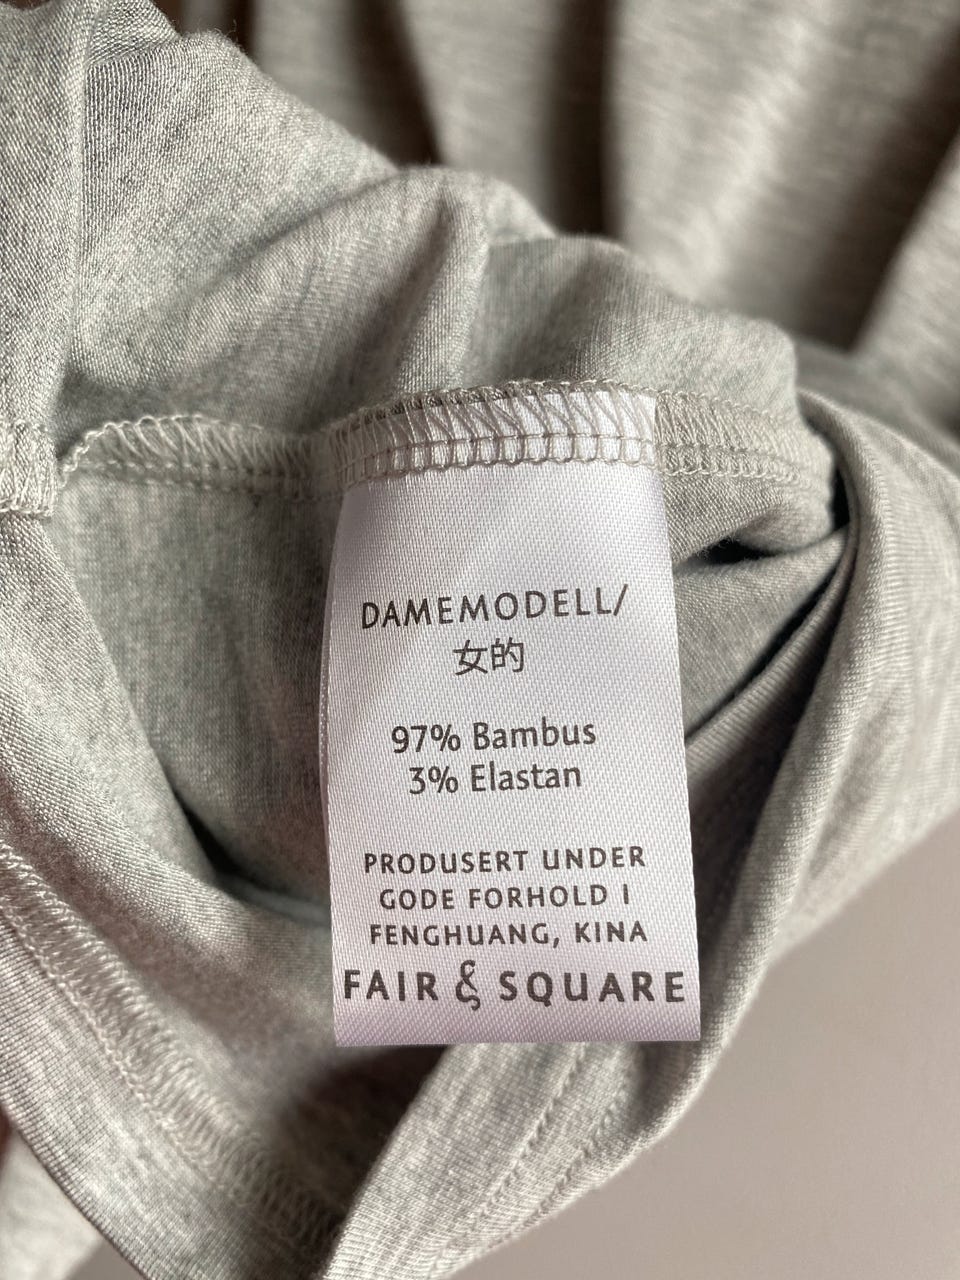 DAMEMODELL/
女的
97% Bambus
3% Elastan
PRODUSERT UNDER
GODE FORHOLD I
FENGHUANG, KINA
FAIR & SQUARE